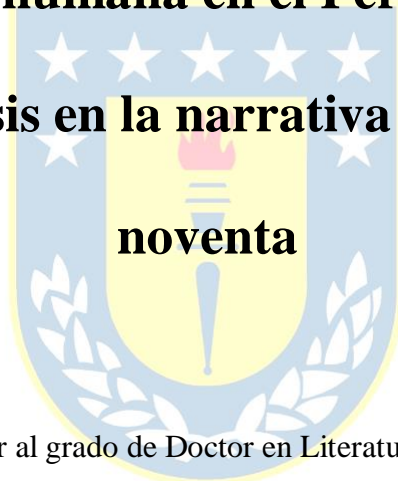 humana en el Per
sis en la narrativa
noventa
r al grado de Doctor en Literatu